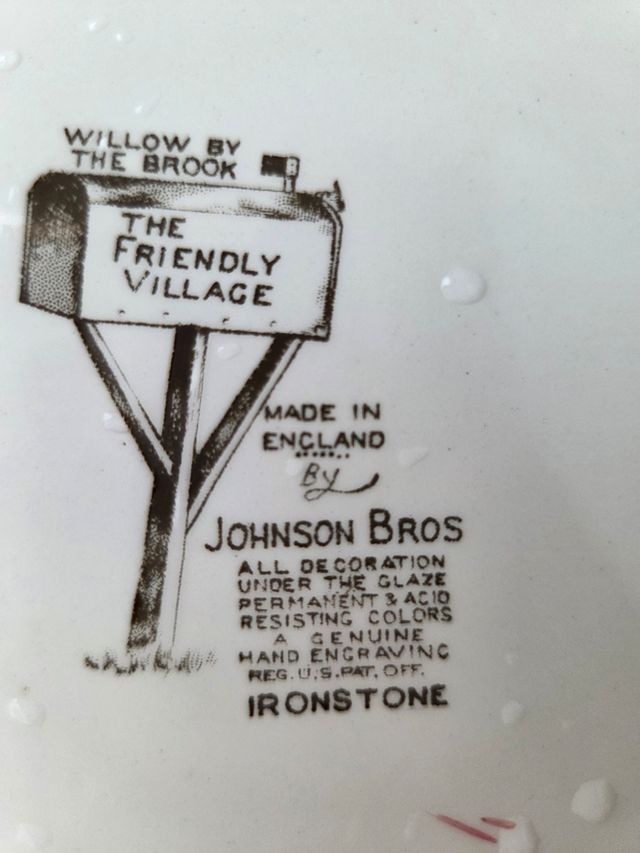 WILLOW BY
THE BROOK
THE
FRIENDLY
VILLAGE
MADE IN
ENGLAND
By
JOHNSON BROS
ALL DECORATION
UNDER THE GLAZE
PERMANENT & ACID
RESISTING COLORS
A GENUINE
HAND ENGRAVING
REG. U.S. PAT. OFF.
IRONSTONE